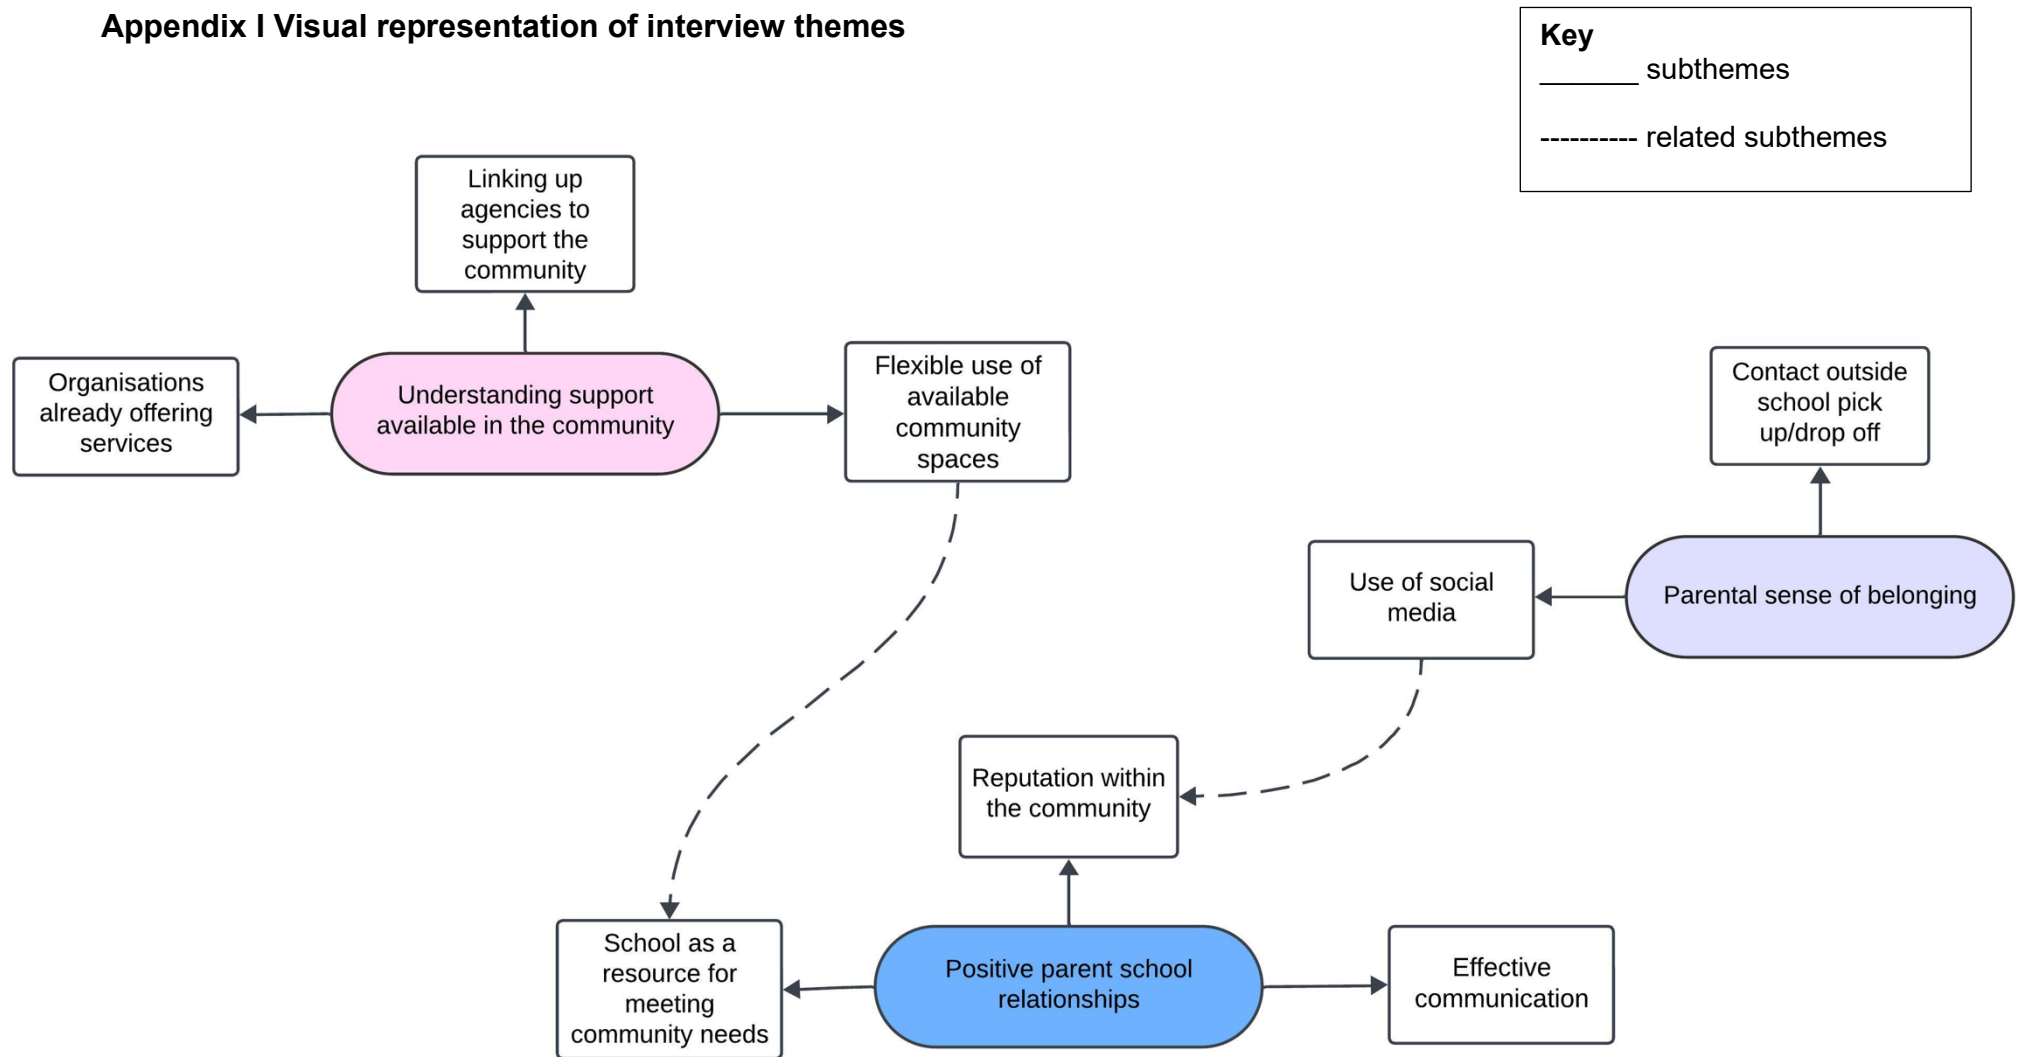 Appendix I Visual representation of interview themes
Key
______ subthemes
---------- related subthemes
Linking up
agencies to
support the
community
Organisations
already offering
services
Understanding support
available in the community
Flexible use of
available
community
spaces
Contact outside
school pick
up/drop off
Use of social
media
Parental sense of belonging
Reputation within
the community
School as a
resource for
meeting
community needs
Positive parent school
relationships
Effective
communication